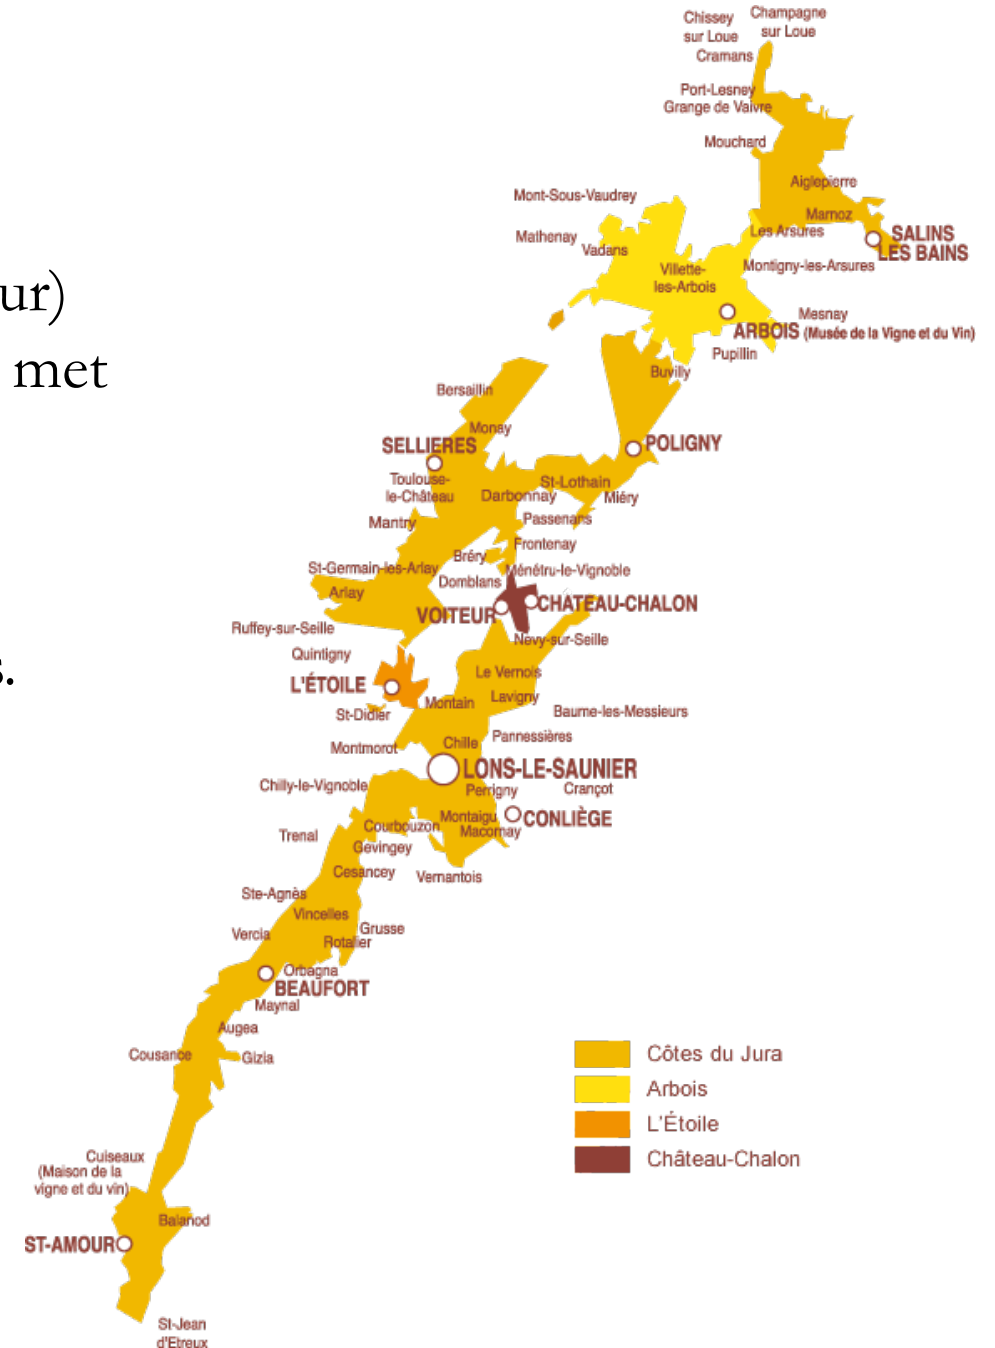 Chissey
sur Loue
Champagne
sur Loue
Cramans
Port-Lesney
Grange de Vaivre
Mouchard
Aiglepierre
Mont-Sous-Vaudrey
Marnoz
Mathenay
Vadans
Les Arsures
SALINS
LES BAINS
Villette-
les-Arbois
Montigny-les-Arsures
ur)
Mesnay
ARBOIS (Musée de la Vigne et du Vin)
Pupillin
met
Buvilly
Bersaillin
Monay
SELLIERES
POLIGNY
Toulouse-
le-Château
St-Lothain
Darbonnay
Miéry
Mantry
Passenans
Frontenay
Bréry
St-Germain-les-Arlay
Ménétru-le-Vignoble
Domblans
Arlay
CHATEAU-CHALON
VOITEUR
Ruffey-sur-Seille
Nevy-sur-Seille
Quintigny
s.
Le Vernois
L'ÉTOILE
Lavigny
Montain
St-Didier
Baume-les-Messieurs
Pannessières
Chille
Montmorot
LONS-LE-SAUNIER
Chilly-le-Vignoble
Perrigny
Crançot
Montaigu
CONLIÈGE
Courbouzon
Macornay
Trenal
Gevingey
Cesancey
Vernantois
Ste-Agnès
Vincelles
Grusse
Vercia
Rotalier
Orbagna
BEAUFORT
Maynal
Augea
Cousance
Gizia
Côtes du Jura
Arbois
L'Étoile
Château-Chalon
Cuiseaux
(Maison de la
vigne et du vin)
Balanod
ST-AMOUR
St-Jean
d'Etreux